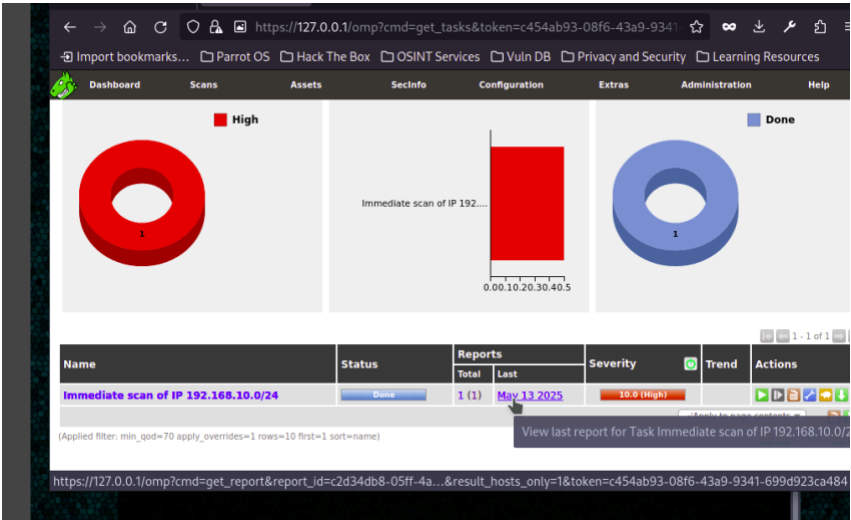 https://127.0.0.1/omp?cmd=get_tasks&token=c454ab93-08f6-43a9-9341-
Import bookmarks... Parrot OS Hack The Box OSINT Services Vuln DB Privacy and Security Learning Resources
Dashboard Scans Assets SecInfo Configuration Extras Administration Help
High
1
Immediate scan of IP 192....
0.00.10.20.30.40.5
Done
1
1 - 1 of 1
Name Status Reports Severity Trend Actions
Total Last
Immediate scan of IP 192.168.10.0/24 Done 1 (1) May 13 2025 10.0 (High)
Apply to page contents
(Applied filter: min_qod=70 apply_overrides=1 rows=10 first=1 sort=name)
View last report for Task Immediate scan of IP 192.168.10.0/2
https://127.0.0.1/omp?cmd=get_report&report_id=c2d34db8-05ff-4a...&result_hosts_only=1&token=c454ab93-08f6-43a9-9341-699d923ca484